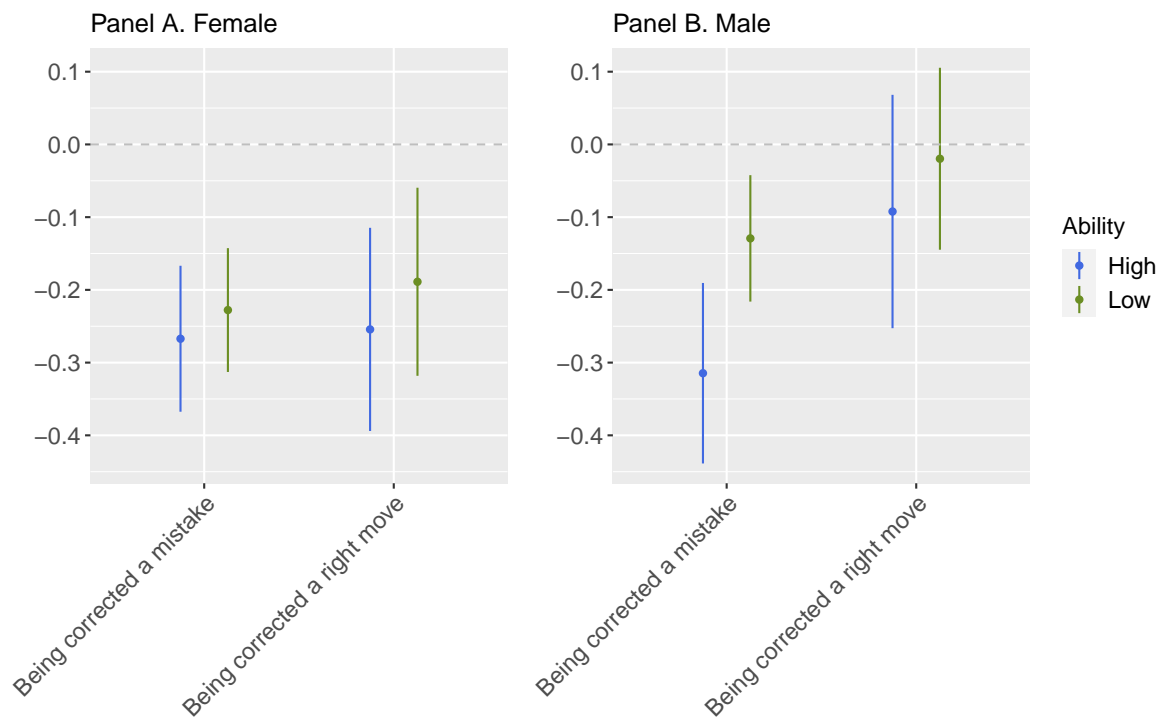 Panel A. Female
0.1
0.0
−0.1
−0.2
−0.3
−0.4
Being corrected a mistake
Being corrected a right move
Panel B. Male
0.1
0.0
−0.1
−0.2
−0.3
−0.4
Being corrected a mistake
Being corrected a right move
Ability
High
Low